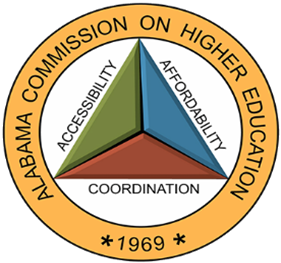 ALABAMA COMMISSION ON HIGHER EDUCATION
ACCESSIBILITY
AFFORDABILITY
COORDINATION
*1969*